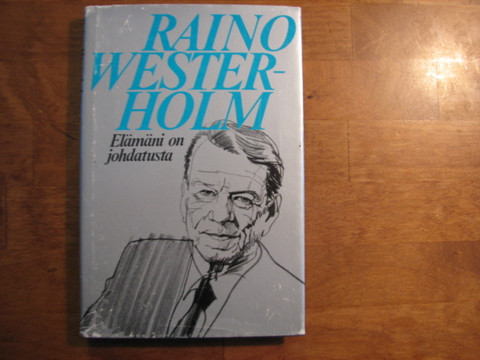 RAINO
WESTER-
HOLM
Elämäni on
johdatusta